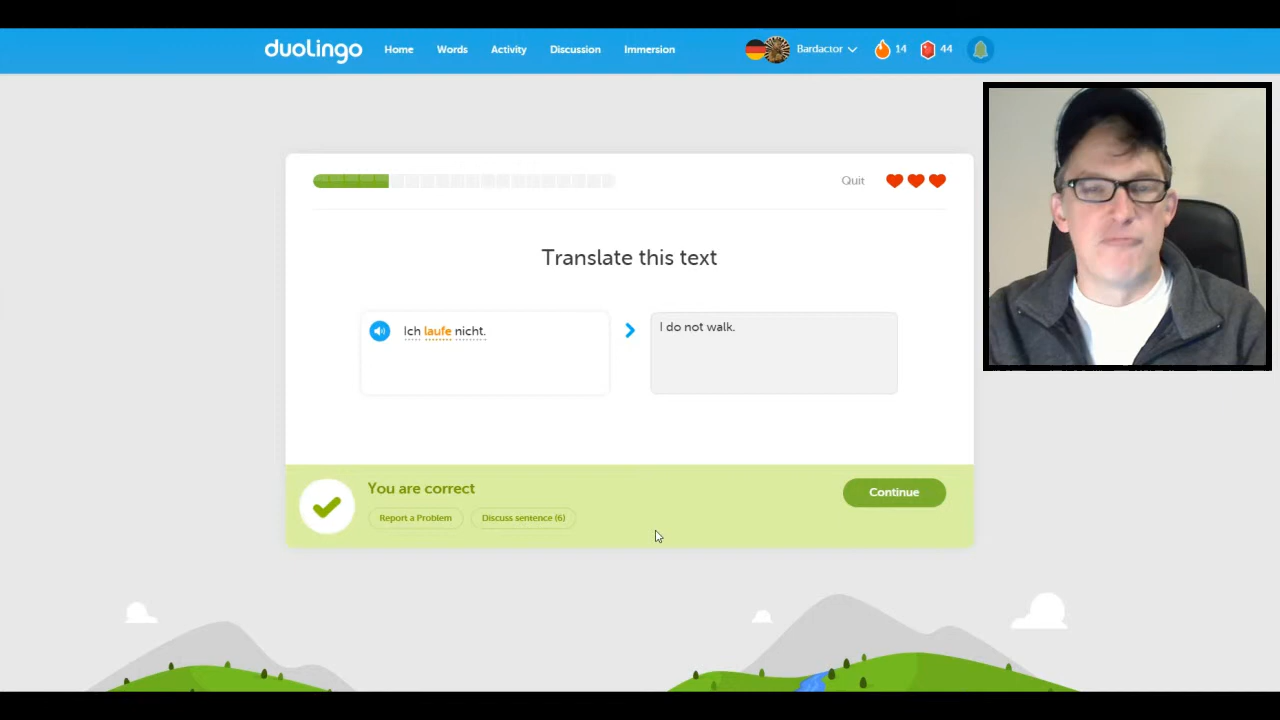 duolingo Home Words Activity Discussion Immersion Bardactor 14 44
Quit
Translate this text
Ich laufe nicht.
I do not walk.
You are correct
Continue
Report a Problem Discuss sentence (6)